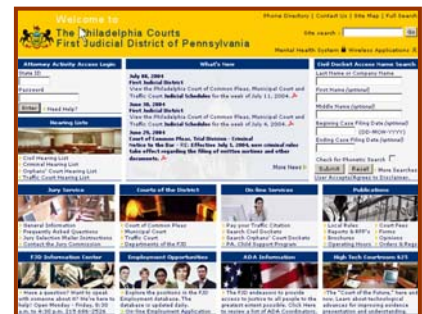 Phone Directory | Contact Us | Site Map | Full Search
Welcome to
The Philadelphia Courts
First Judicial District of Pennsylvania
Site search :
Go
Mental Health System Wireless Applications
Attorney Activity Access Login
State ID
Password
Enter Need Help?
Hearing Lists
Civil Hearing List
Criminal Hearing List
Orphans' Court Hearing List
Traffic Court Hearing List
What's New
July 08, 2004
First Judicial District
View the Philadelphia Court of Common Pleas, Municipal Court and
Traffic Court Judicial Schedules for the week of July 11, 2004.
June 30, 2004
First Judicial District
View the Philadelphia Court of Common Pleas, Municipal Court and
Traffic Court Judicial Schedules for the week of July 4, 2004.
June 29, 2004
Court of Common Pleas, Trial Division - Criminal
Notice to the Bar - Effective July 1, 2004, new criminal rules
take effect regarding the filing of written motions and other
documents.
More News
Civil Docket Access Name Search
Last Name or Company Name
First Name (optional)
Middle Name (optional)
Beginning Case Filing Date (optional)
(DD-MON-YYYY)
Ending Case Filing Date (optional)
Check for Phonetic Search
Submit Reset More Searches
User Accepts/Agrees to Disclaimer.
Jury Service
General Information
Frequently Asked Questions
Jury Selection Mailer Instructions
Contact the Jury Commission
Courts of the District
Court of Common Pleas
Municipal Court
Traffic Court
Departments of the FJD
On-line Services
Pay your Traffic Citation
Search Civil Dockets
Search Orphans' Court Dockets
PA. Child Support Program
Publications
Local Rules Court Fees
Reports & Forms
Brochures Opinions
Operating Hours Orders & Regs
FJD Information Center
Have a question? Want to speak
with someone about it? We're here to
help! Open Monday - Friday, 8:30
a.m. to 4:30 p.m.
Employment Opportunities
Explore the positions in the FJD
Employment database. The
database is updated daily.
On-line Employment Application
ADA Information
The FJD endeavors to provide
access to justice to all people to the
greatest extent possible. Click Here
to review a list of ADA Coordinators.
High Tech Courtroom 625
"The Court of the Future," here and
now. Learn about technological
advances for improving evidence
presentation and understanding.